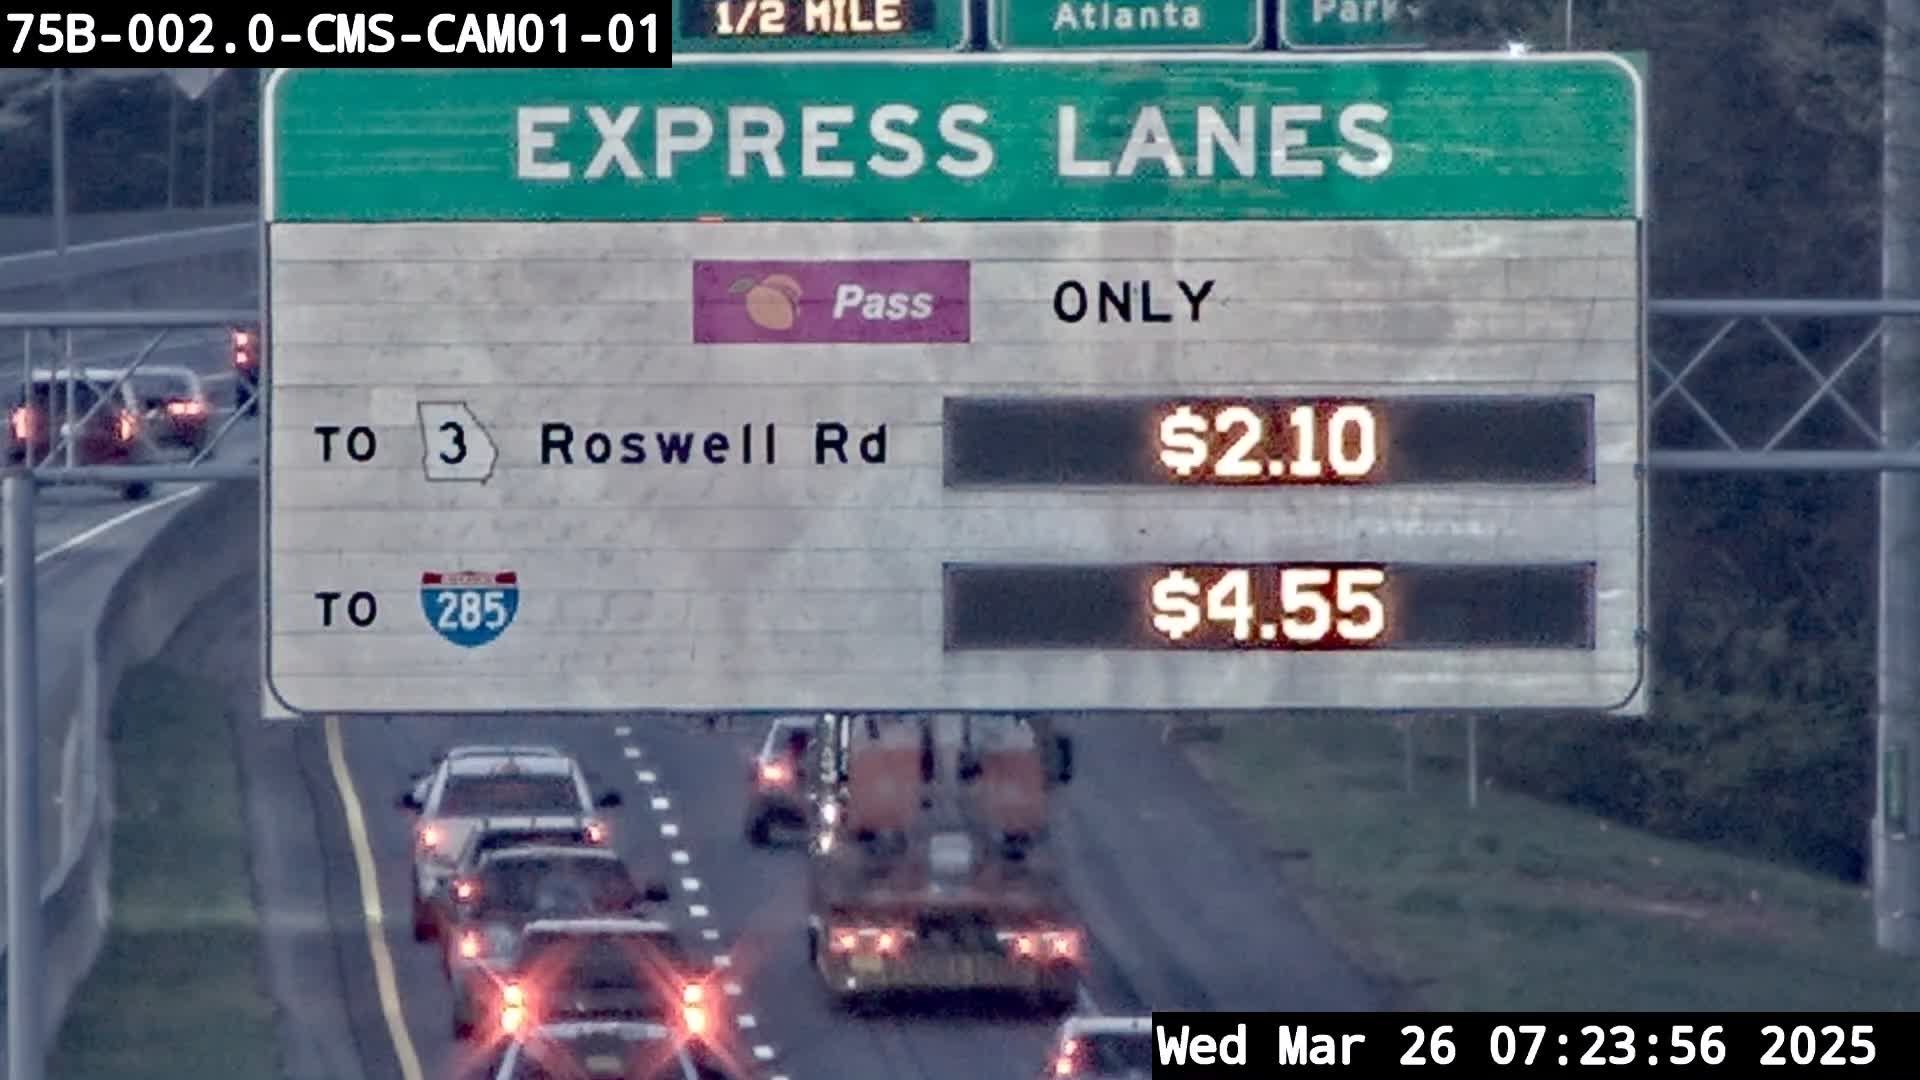 75B-002.0-CMS-CAM01-01
1/2 MILE
Atlanta
EXPRESS LANES
Pass ONLY
TO 3 Roswell Rd $2.10
TO 285 $4.55
Wed Mar 26 07:23:56 2025